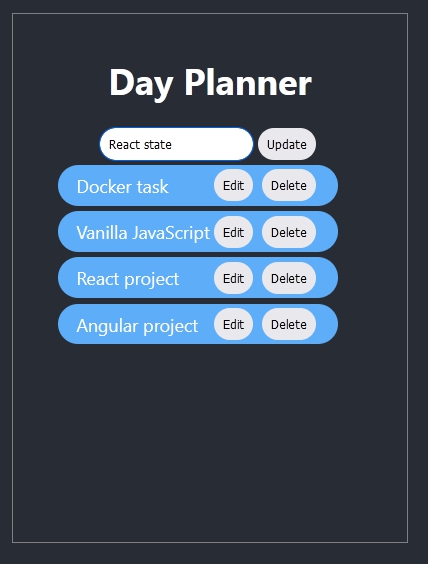 Day Planner
React state Update
Docker task Edit Delete
Vanilla JavaScript Edit Delete
React project Edit Delete
Angular project Edit Delete